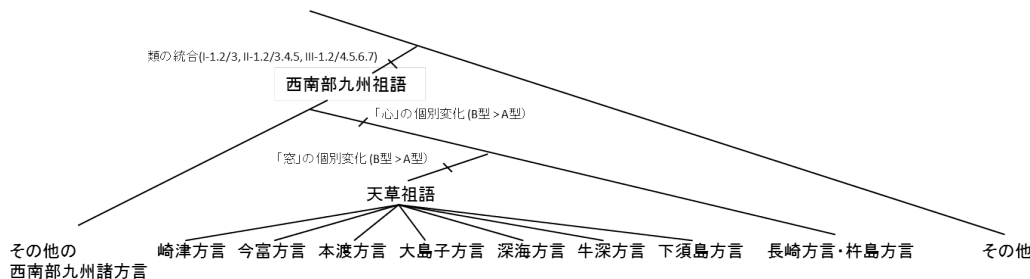 類の統合(I-1.2/3, II-1.2/3.4.5, III-1.2/4.5.6.7)
西南部九州祖語
「心」の個別変化(B型>A型)
「窓」の個別変化(B型>A型)
天草祖語
その他の
西南部九州諸方言
崎津方言
今富方言
本渡方言
大島子方言
深海方言
牛深方言
下須島方言
長崎方言・杵島方言
その他